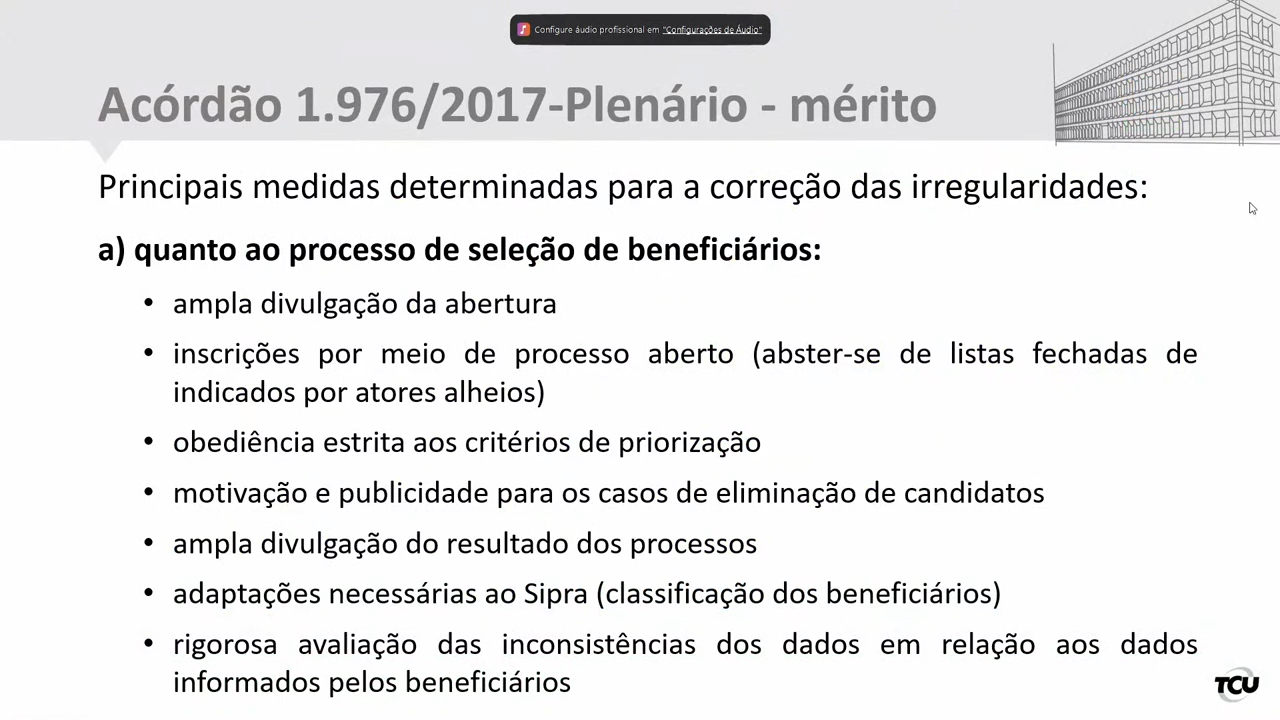 Configure áudio profissional em "Configurações de Áudio"
Acórdão 1.976/2017-Plenário - mérito
Principais medidas determinadas para a correção das irregularidades:
a) quanto ao processo de seleção de beneficiários:
• ampla divulgação da abertura
• inscrições por meio de processo aberto (abster-se de listas fechadas de
indicados por atores alheios)
• obediência estrita aos critérios de priorização
• motivação e publicidade para os casos de eliminação de candidatos
• ampla divulgação do resultado dos processos
• adaptações necessárias ao Sipra (classificação dos beneficiários)
• rigorosa avaliação das inconsistências dos dados em relação aos dados
informados pelos beneficiários
TCU